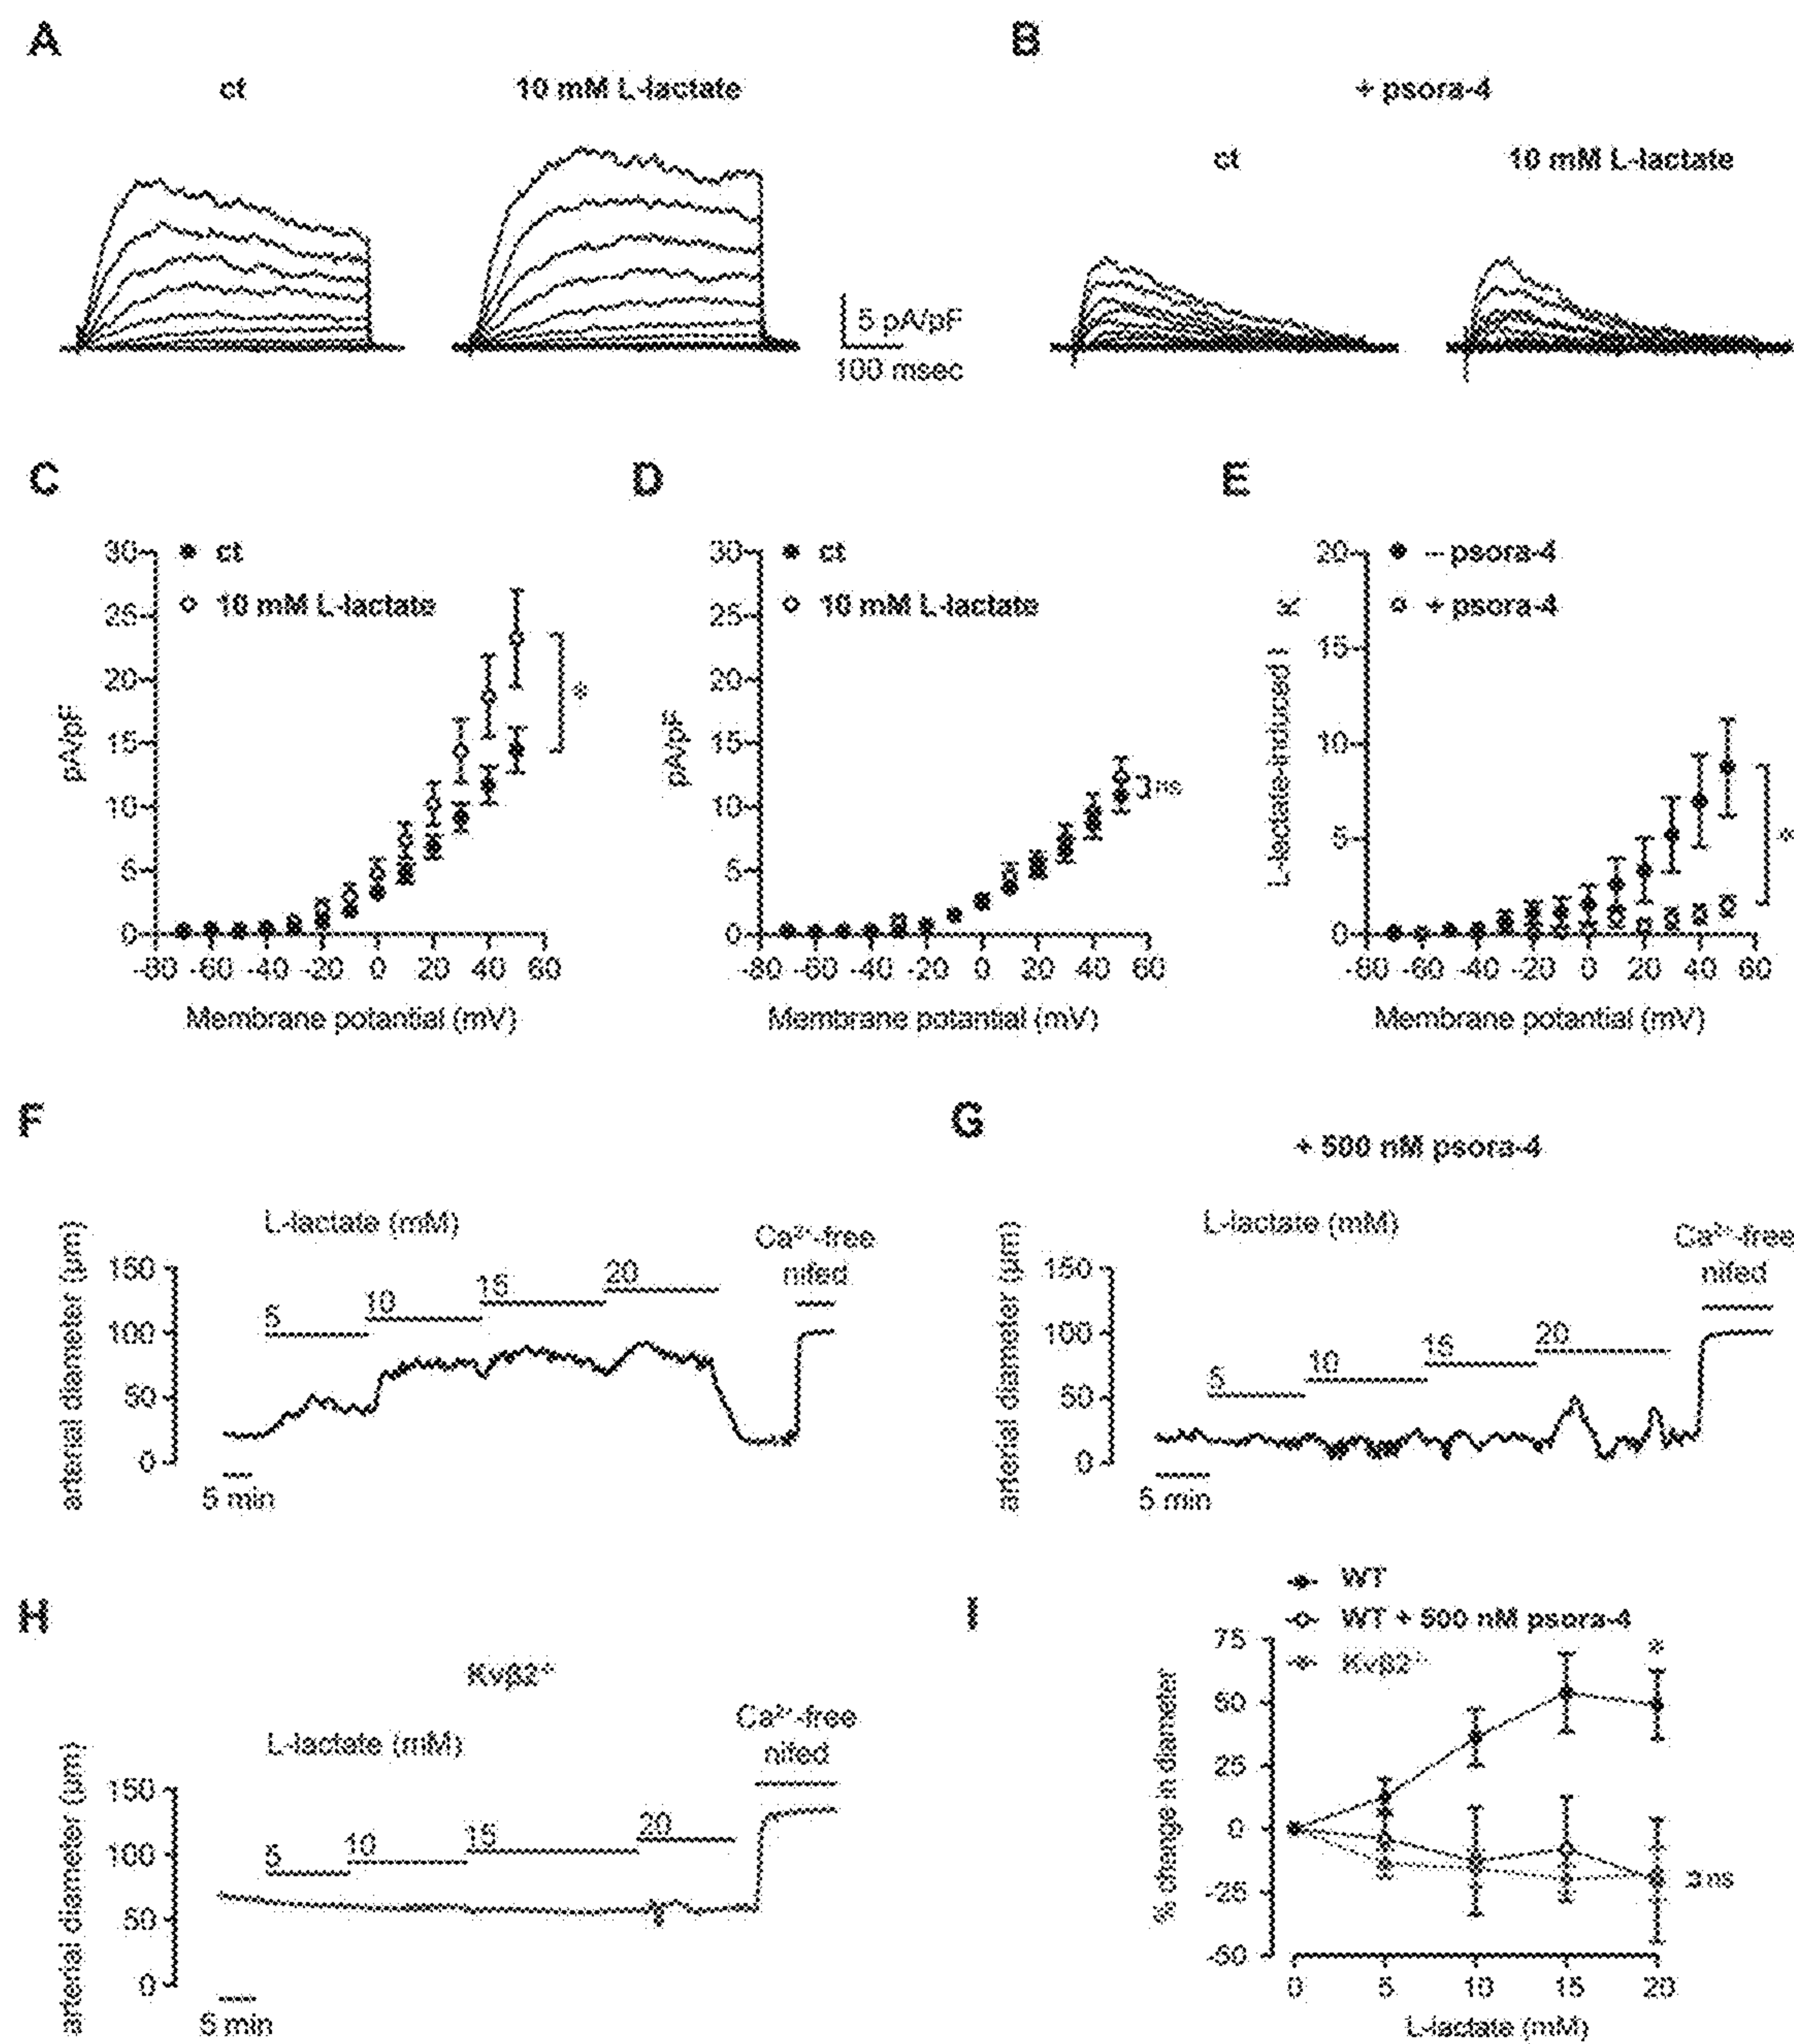 A
ct
10 mM L-lactate
5 pA/pF
100 msec
B
+ psora-4
ct
10 mM L-lactate
C
30
25
20
15
10
5
0
ct
10 mM L-lactate
*
pA/pF
-80 -60 -40 -20 0 20 40 60
Membrane potantial (mV)
D
30
25
20
15
10
5
0
ct
10 mM L-lactate
ns
pA/pF
-80 -60 -40 -20 0 20 40 60
Membrane potantial (mV)
E
20
15
10
5
0
– psora-4
+ psora-4
*
L-lactate-induced I K
-60 -40 -20 0 20 40 60
Membrane potantial (mV)
F
L-lactate (mM)
Ca²⁺-free
nifed
5
10
15
20
arterial diameter (µm)
150
100
50
0
5 min
G
+ 500 nM psora-4
L-lactate (mM)
Ca²⁺-free
nifed
5
10
15
20
arterial diameter (µm)
150
100
50
0
5 min
H
Kvβ2-/-
L-lactate (mM)
Ca²⁺-free
nifed
5
10
15
20
arterial diameter (µm)
150
100
50
0
5 min
I
WT
WT + 500 nM psora-4
Kvβ2-/-
*
ns
% change in diameter
75
50
25
0
-25
-50
0 5 10 15 20
L-lactate (mM)